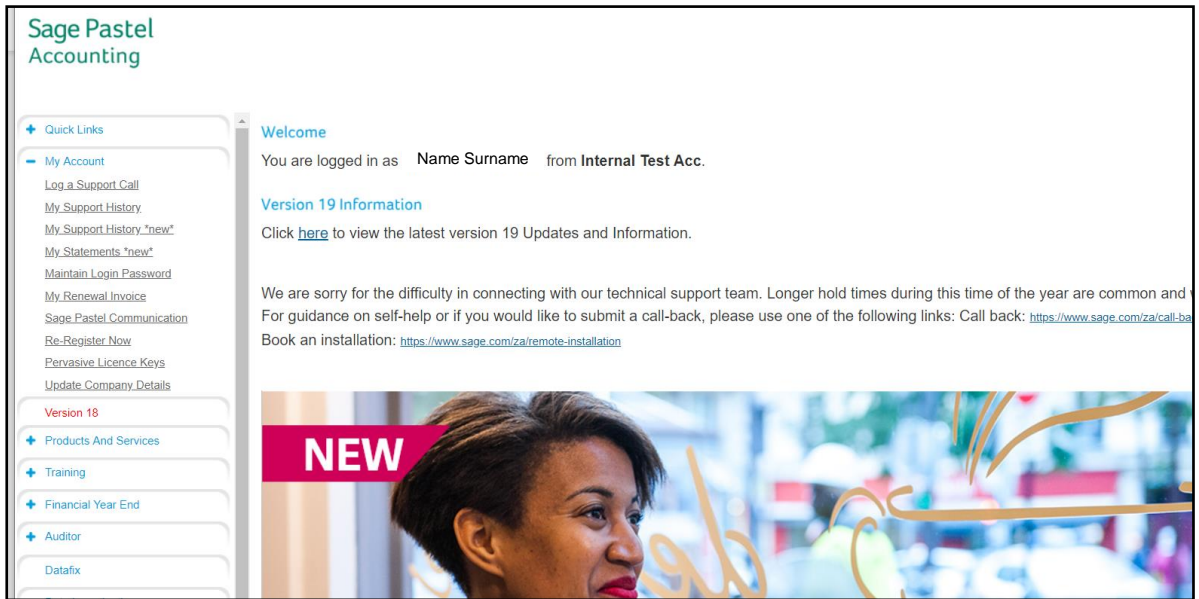 Sage Pastel
Accounting
Quick Links
My Account
Log a Support Call
My Support History
My Support History *new*
My Statements *new*
Maintain Login Password
My Renewal Invoice
Sage Pastel Communication
Re-Register Now
Pervasive Licence Keys
Update Company Details
Version 18
Products And Services
Training
Financial Year End
Auditor
Datafix
Welcome
You are logged in as Name Surname from Internal Test Acc.
Version 19 Information
Click here to view the latest version 19 Updates and Information.
We are sorry for the difficulty in connecting with our technical support team. Longer hold times during this time of the year are common and
For guidance on self-help or if you would like to submit a call-back, please use one of the following links: Call back: https://www.sage.com/za/call-ba
Book an installation: https://www.sage.com/za/remote-installation
NEW